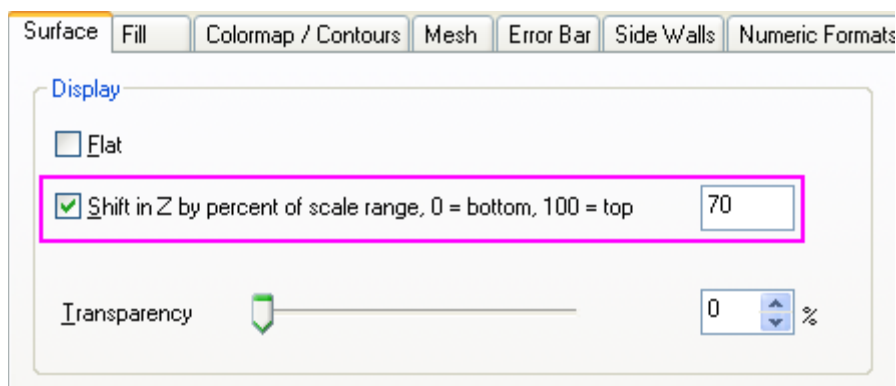 Surface Fill Colormap / Contours Mesh Error Bar Side Walls Numeric Formats
Display
Flat
Shift in Z by percent of scale range, 0 = bottom, 100 = top 70
Transparency 0 %